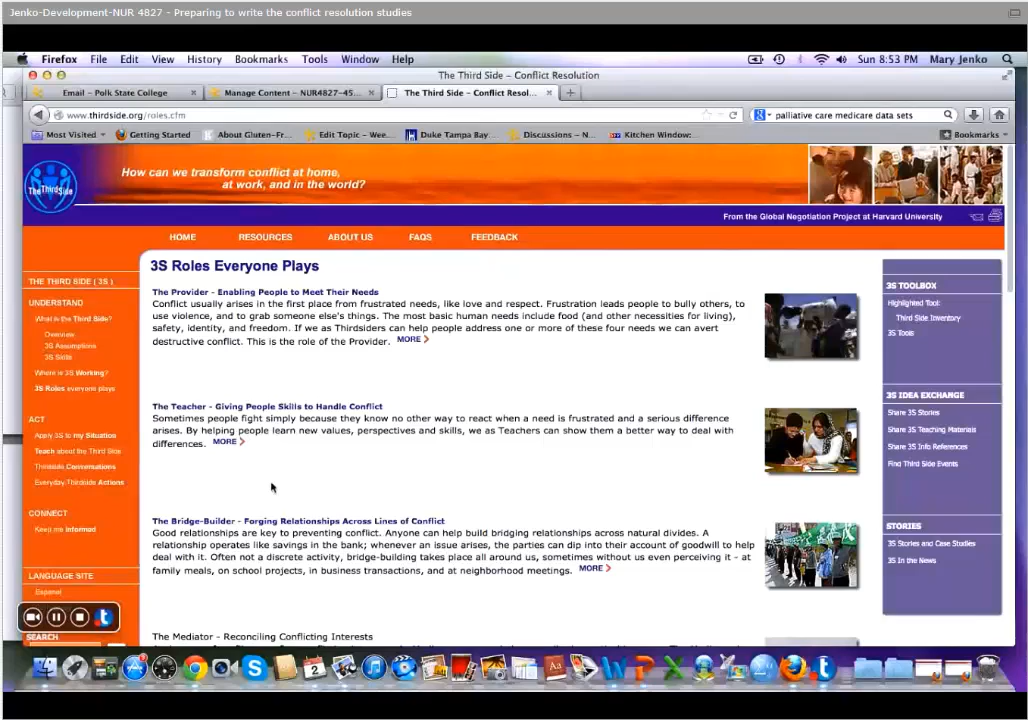 Jenko-Development-NUR 4827 - Preparing to write the conflict resolution studies
Firefox File Edit View History Bookmarks Tools Window Help
Sun 8:53 PM Mary Jenko
The Third Side – Conflict Resolution
Email – Polk State College
Manage Content – NUR4827-45...
The Third Side – Conflict Resol...
www.thirdside.org/roles.cfm
palliative care medicare data sets
Most Visited
Getting Started
About Gluten-Fr...
Edit Topic – Wee...
Duke Tampa Bay...
Discussions – N...
Kitchen Window:
Bookmarks
The Third Side
How can we transform conflict at home,
at work, and in the world?
From the Global Negotiation Project at Harvard University
HOME RESOURCES ABOUT US FAQS FEEDBACK
THE THIRD SIDE ( 3S )
UNDERSTAND
What is the Third Side?
Overview
3S Assumptions
3S Skills
Where is 3S Working?
3S Roles everyone plays
ACT
Apply 3S to my Situation
Teach about the Third Side
Thirdside Conversations
Everyday Thirdside Actions
CONNECT
Keep me Informed
LANGUAGE SITE
Espanol
SEARCH
3S Roles Everyone Plays
The Provider - Enabling People to Meet Their Needs
Conflict usually arises in the first place from frustrated needs, like love and respect. Frustration leads people to bully others, to
use violence, and to grab someone else's things. The most basic human needs include food (and other necessities for living),
safety, identity, and freedom. If we as Thirdsiders can help people address one or more of these four needs we can avert
destructive conflict. This is the role of the Provider. MORE
The Teacher - Giving People Skills to Handle Conflict
Sometimes people fight simply because they know no other way to react when a need is frustrated and a serious difference
arises. By helping people learn new values, perspectives and skills, we as Teachers can show them a better way to deal with
differences. MORE
The Bridge-Builder - Forging Relationships Across Lines of Conflict
Good relationships are key to preventing conflict. Anyone can help build bridging relationships across natural divides. A
relationship operates like savings in the bank; whenever an issue arises, the parties can dip into their account of goodwill to help
deal with it. Often not a discrete activity, bridge-building takes place all around us, sometimes without us even perceiving it - at
family meals, on school projects, in business transactions, and at neighborhood meetings. MORE
The Mediator - Reconciling Conflicting Interests
3S TOOLBOX
Highlighted Tool:
Third Side Inventory
3S Tools
3S IDEA EXCHANGE
Share 3S Stories
Share 3S Teaching Materials
Share 3S Info References
Find Third Side Events
STORIES
3S Stories and Case Studies
3S In the News